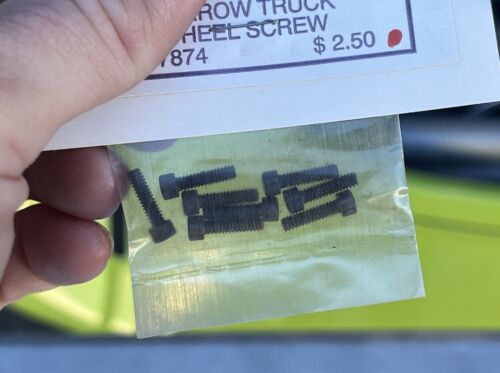 ROW TRUCK
HEEL SCREW
874 $ 2.50